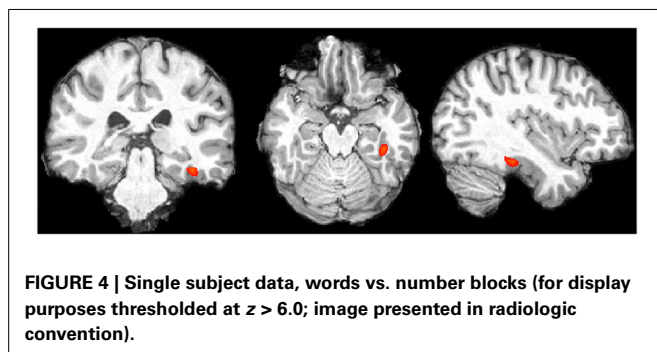 FIGURE 4 | Single subject data, words vs. number blocks (for display
purposes thresholded at z > 6.0; image presented in radiologic
convention).